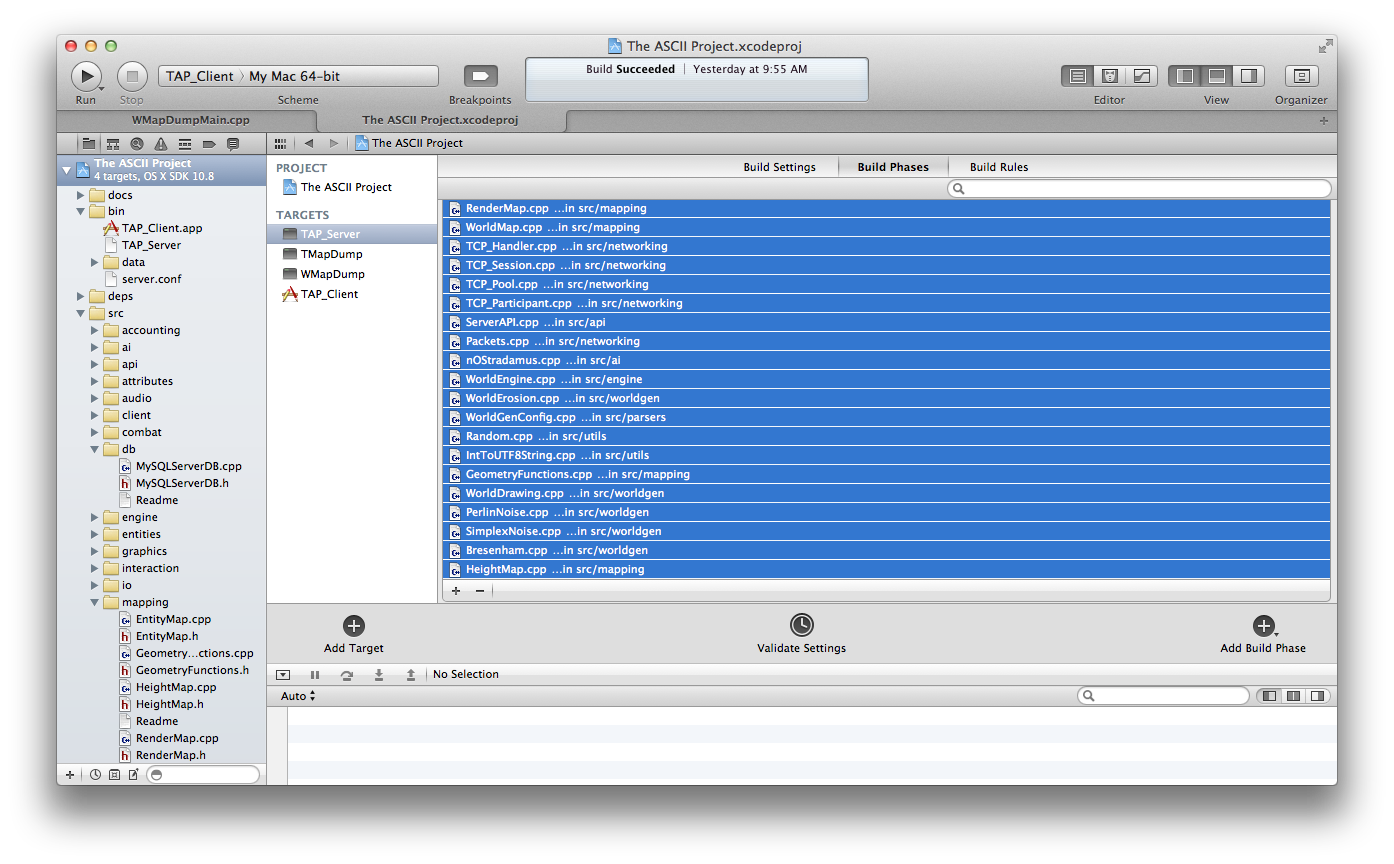 The ASCII Project.xcodeproj
TAP_Client 〉My Mac 64-bit
Build Succeeded | Yesterday at 9:55 AM
Run Stop Scheme Breakpoints Editor View Organizer
WMapDumpMain.cpp The ASCII Project.xcodeproj
The ASCII Project
The ASCII Project
4 targets, OS X SDK 10.8
docs
bin
TAP_Client.app
TAP_Server
data
server.conf
deps
src
accounting
ai
api
attributes
audio
client
combat
db
MySQLServerDB.cpp
MySQLServerDB.h
Readme
engine
entities
graphics
interaction
io
mapping
EntityMap.cpp
EntityMap.h
Geometry...ctions.cpp
GeometryFunctions.h
HeightMap.cpp
HeightMap.h
Readme
RenderMap.cpp
RenderMap.h
PROJECT
The ASCII Project
TARGETS
TAP_Server
TMapDump
WMapDump
TAP_Client
Build Settings Build Phases Build Rules
RenderMap.cpp ...in src/mapping
WorldMap.cpp ...in src/mapping
TCP_Handler.cpp ...in src/networking
TCP_Session.cpp ...in src/networking
TCP_Pool.cpp ...in src/networking
TCP_Participant.cpp ...in src/networking
ServerAPI.cpp ...in src/api
Packets.cpp ...in src/networking
nOStradamus.cpp ...in src/ai
WorldEngine.cpp ...in src/engine
WorldErosion.cpp ...in src/worldgen
WorldGenConfig.cpp ...in src/parsers
Random.cpp ...in src/utils
IntToUTF8String.cpp ...in src/utils
GeometryFunctions.cpp ...in src/mapping
WorldDrawing.cpp ...in src/worldgen
PerlinNoise.cpp ...in src/worldgen
SimplexNoise.cpp ...in src/worldgen
Bresenham.cpp ...in src/worldgen
HeightMap.cpp ...in src/mapping
Add Target Validate Settings Add Build Phase
No Selection
Auto